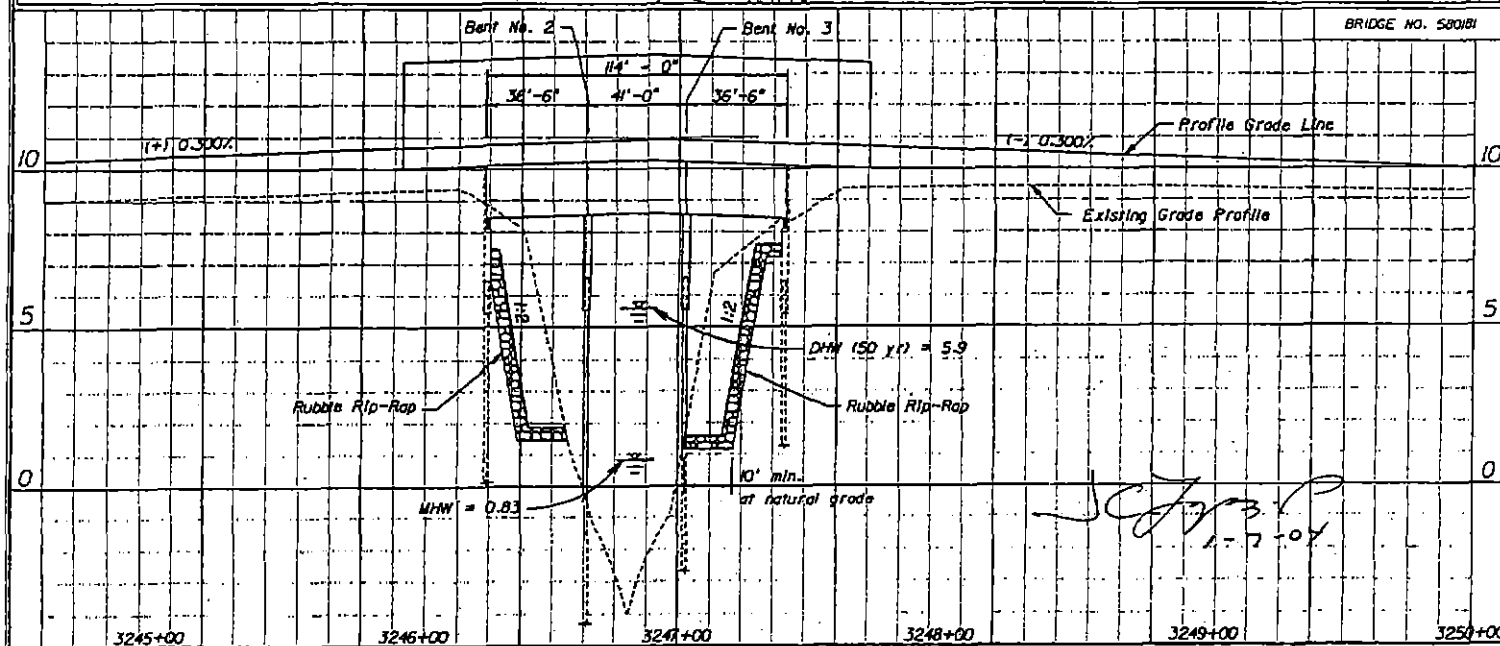 BRIDGE NO. 580181
Bent No. 2
Bent No. 3
114' - 0"
36'-6" 41'-0" 36'-6"
(+) 0.300%
(-) 0.300%
Profile Grade Line
10
10
Existing Grade Profile
1:2
1:2
5
5
DHW (50 yr) = 5.9
Rubble Rip-Rap
Rubble Rip-Rap
0
0
10' min.
at natural grade
MHW = 0.83
1-7-04
3245+00 3246+00 3247+00 3248+00 3249+00 3250+00